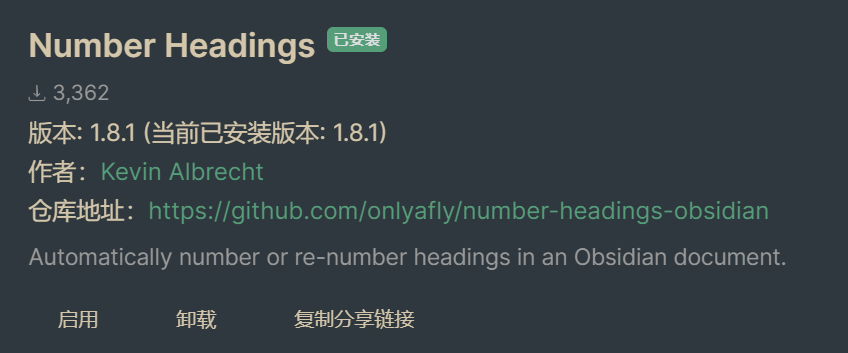 Number Headings 已安装
3,362
版本: 1.8.1 (当前已安装版本: 1.8.1)
作者：Kevin Albrecht
仓库地址：https://github.com/onlyafly/number-headings-obsidian
Automatically number or re-number headings in an Obsidian document.
启用 卸载 复制分享链接